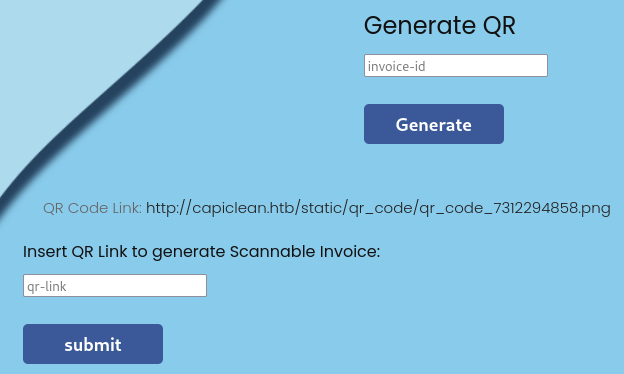 Generate QR
invoice-id
Generate
QR Code Link: http://capiclean.htb/static/qr_code/qr_code_7312294858.png
Insert QR Link to generate Scannable Invoice:
qr-link
submit